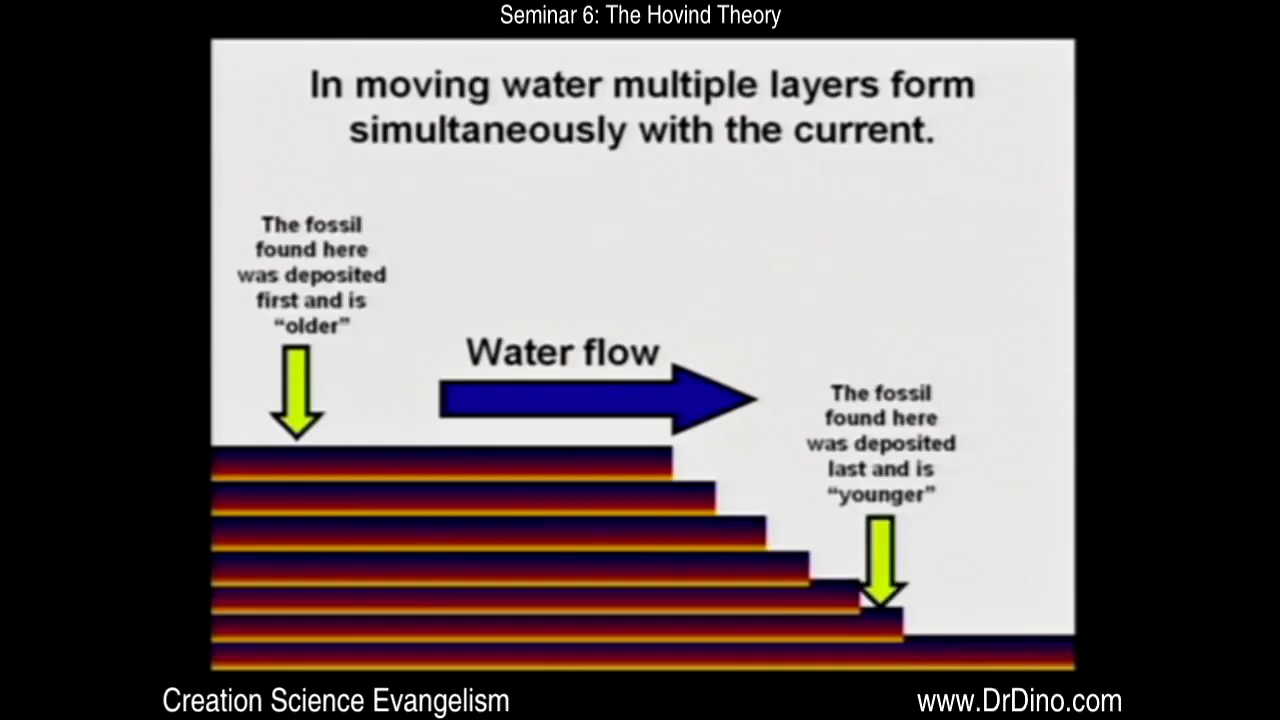 Seminar 6: The Hovind Theory
In moving water multiple layers form
simultaneously with the current.
The fossil
found here
was deposited
first and is
“older”
Water flow
The fossil
found here
was deposited
last and is
“younger”
Creation Science Evangelism
www.DrDino.com